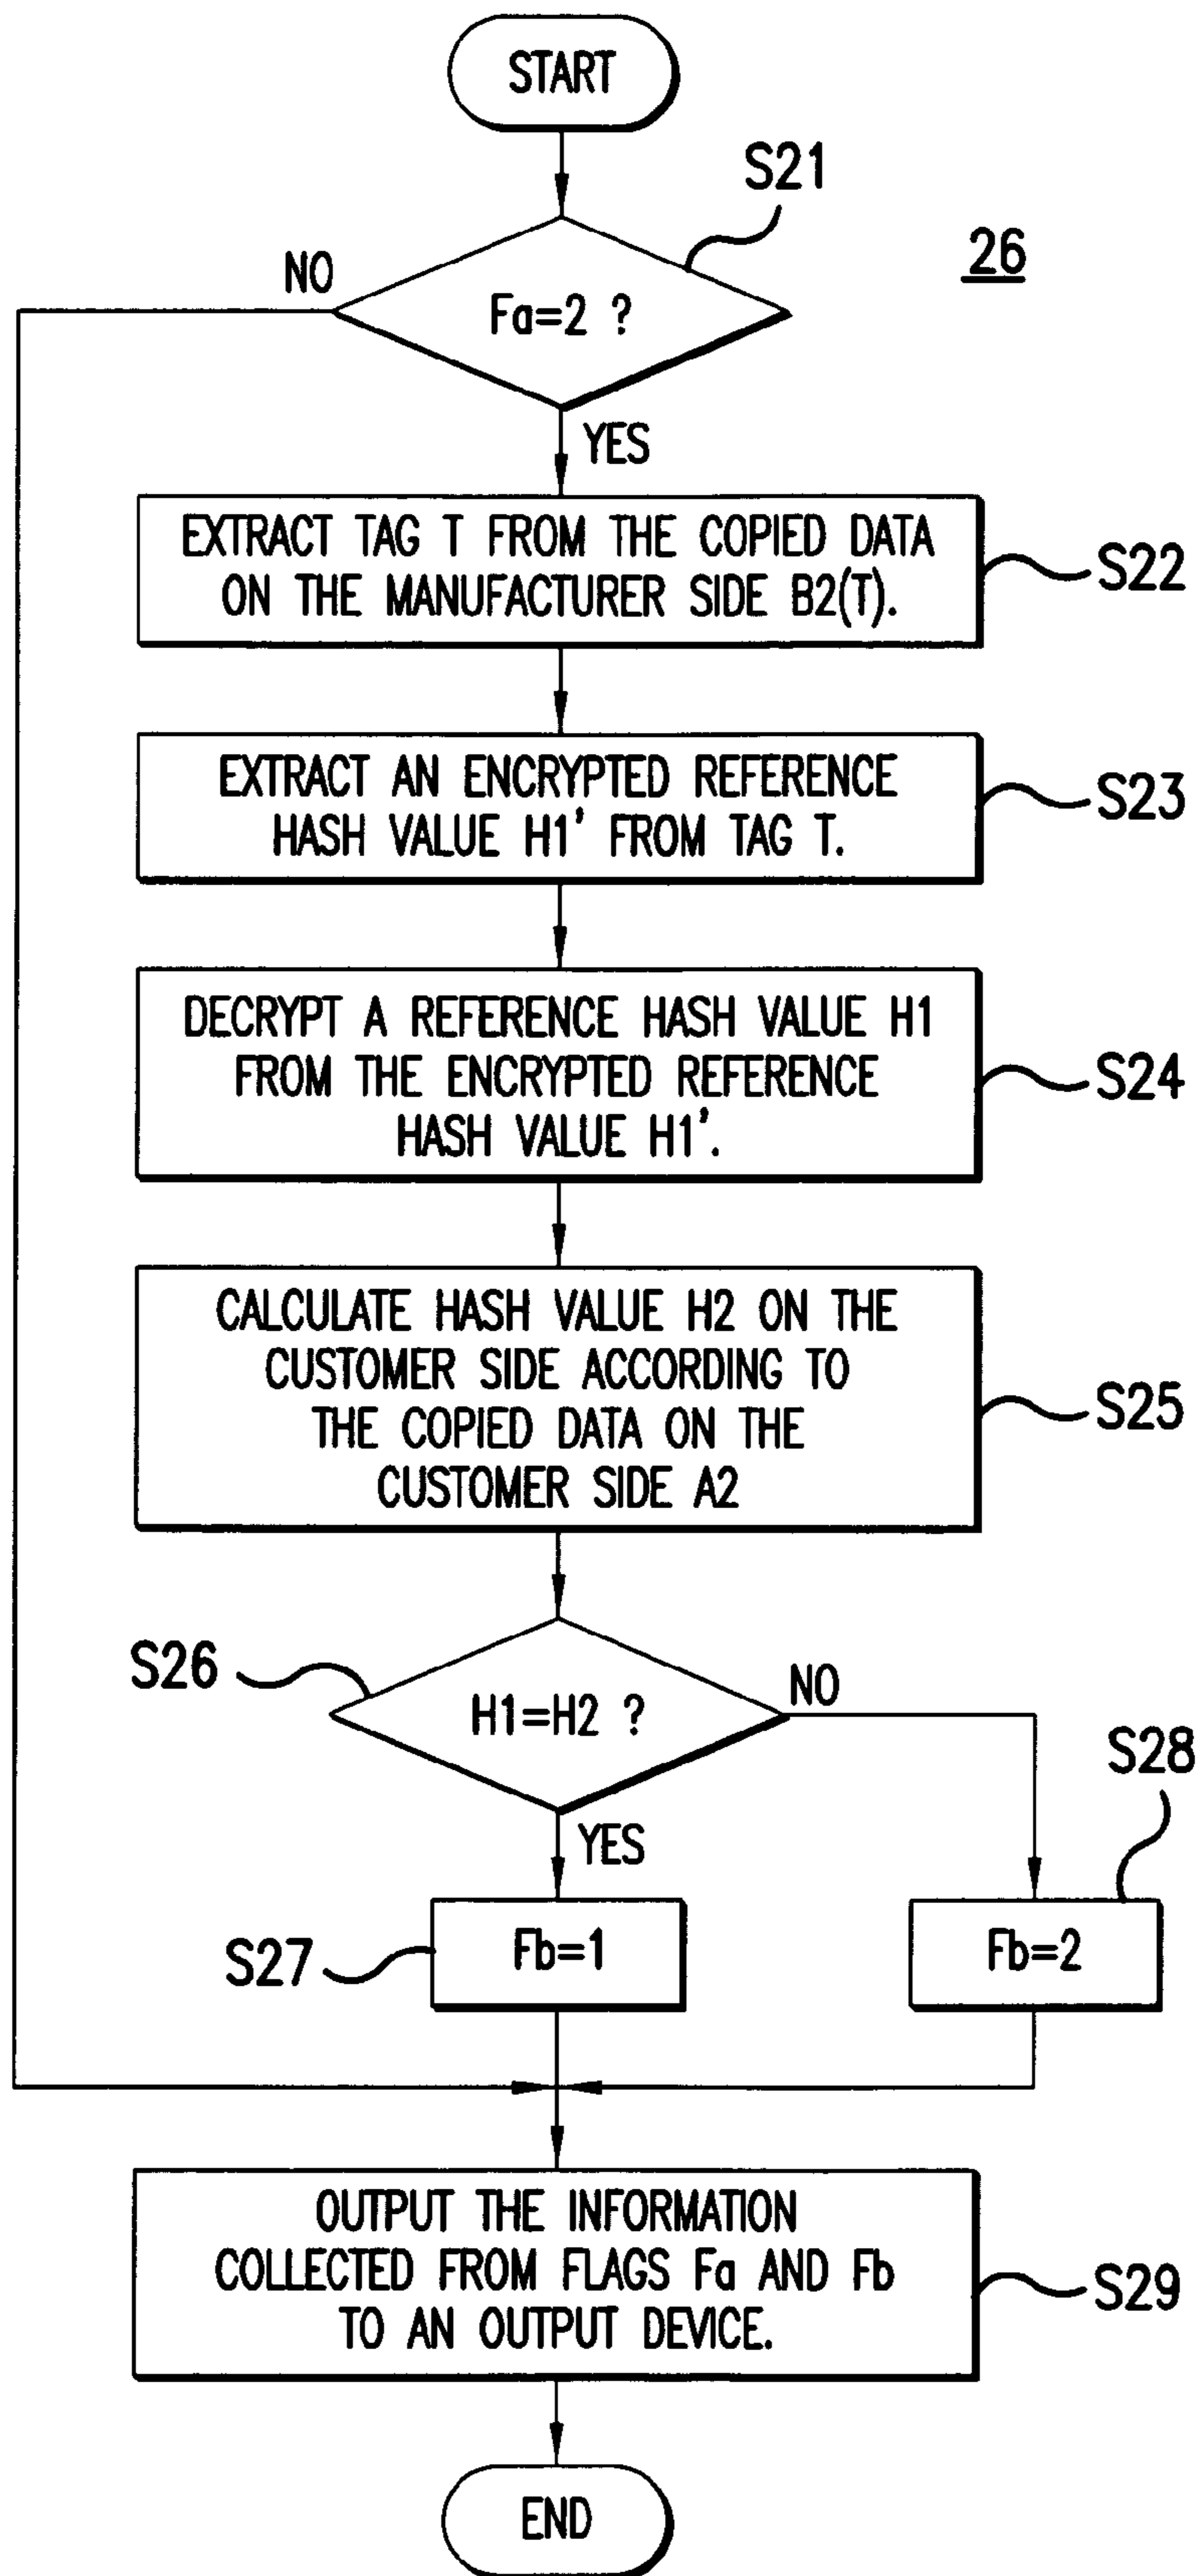 START
S21
26
NO
Fa=2 ?
YES
EXTRACT TAG T FROM THE COPIED DATA
ON THE MANUFACTURER SIDE B2(T).
S22
EXTRACT AN ENCRYPTED REFERENCE
HASH VALUE H1' FROM TAG T.
S23
DECRYPT A REFERENCE HASH VALUE H1
FROM THE ENCRYPTED REFERENCE
HASH VALUE H1'.
S24
CALCULATE HASH VALUE H2 ON THE
CUSTOMER SIDE ACCORDING TO
THE COPIED DATA ON THE
CUSTOMER SIDE A2
S25
S26
H1=H2 ?
NO
YES
S28
S27
Fb=1
Fb=2
OUTPUT THE INFORMATION
COLLECTED FROM FLAGS Fa AND Fb
TO AN OUTPUT DEVICE.
S29
END